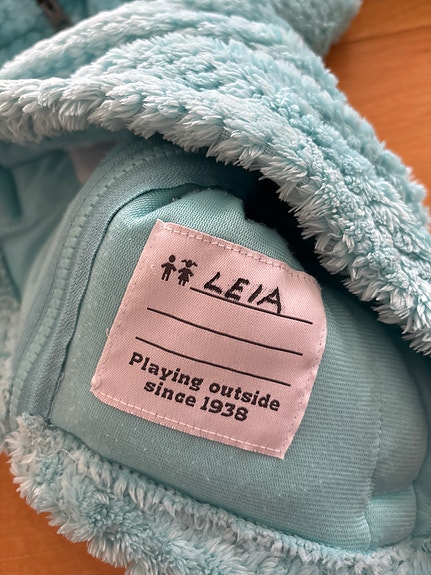 LEIA
Playing outside
since 1938